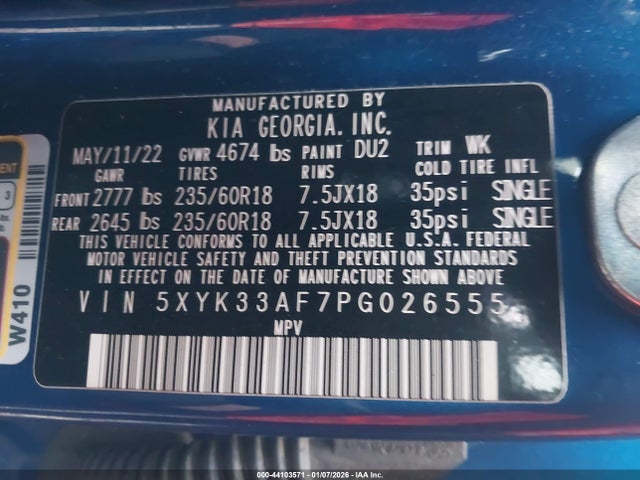 MANUFACTURED BY
KIA GEORGIA. INC.
MAY/11/22 GVWR 4674 lbs PAINT DU2 TRIM WK
GAWR TIRES RIMS COLD TIRE INFL
FRONT 2777 lbs 235/60R18 7.5JX18 35psi SINGLE
REAR 2645 lbs 235/60R18 7.5JX18 35psi SINGLE
THIS VEHICLE CONFORMS TO ALL APPLICABLE U.S.A. FEDERAL
MOTOR VEHICLE SAFETY AND THEFT PREVENTION STANDARDS
IN EFFECT ON THE DATE OF MANUFACTURE SHOWN ABOVE
VIN 5XYK33AF7PG026555
MPV
3
W410
000-44103571 - 01/07/2026 - IAA Inc.